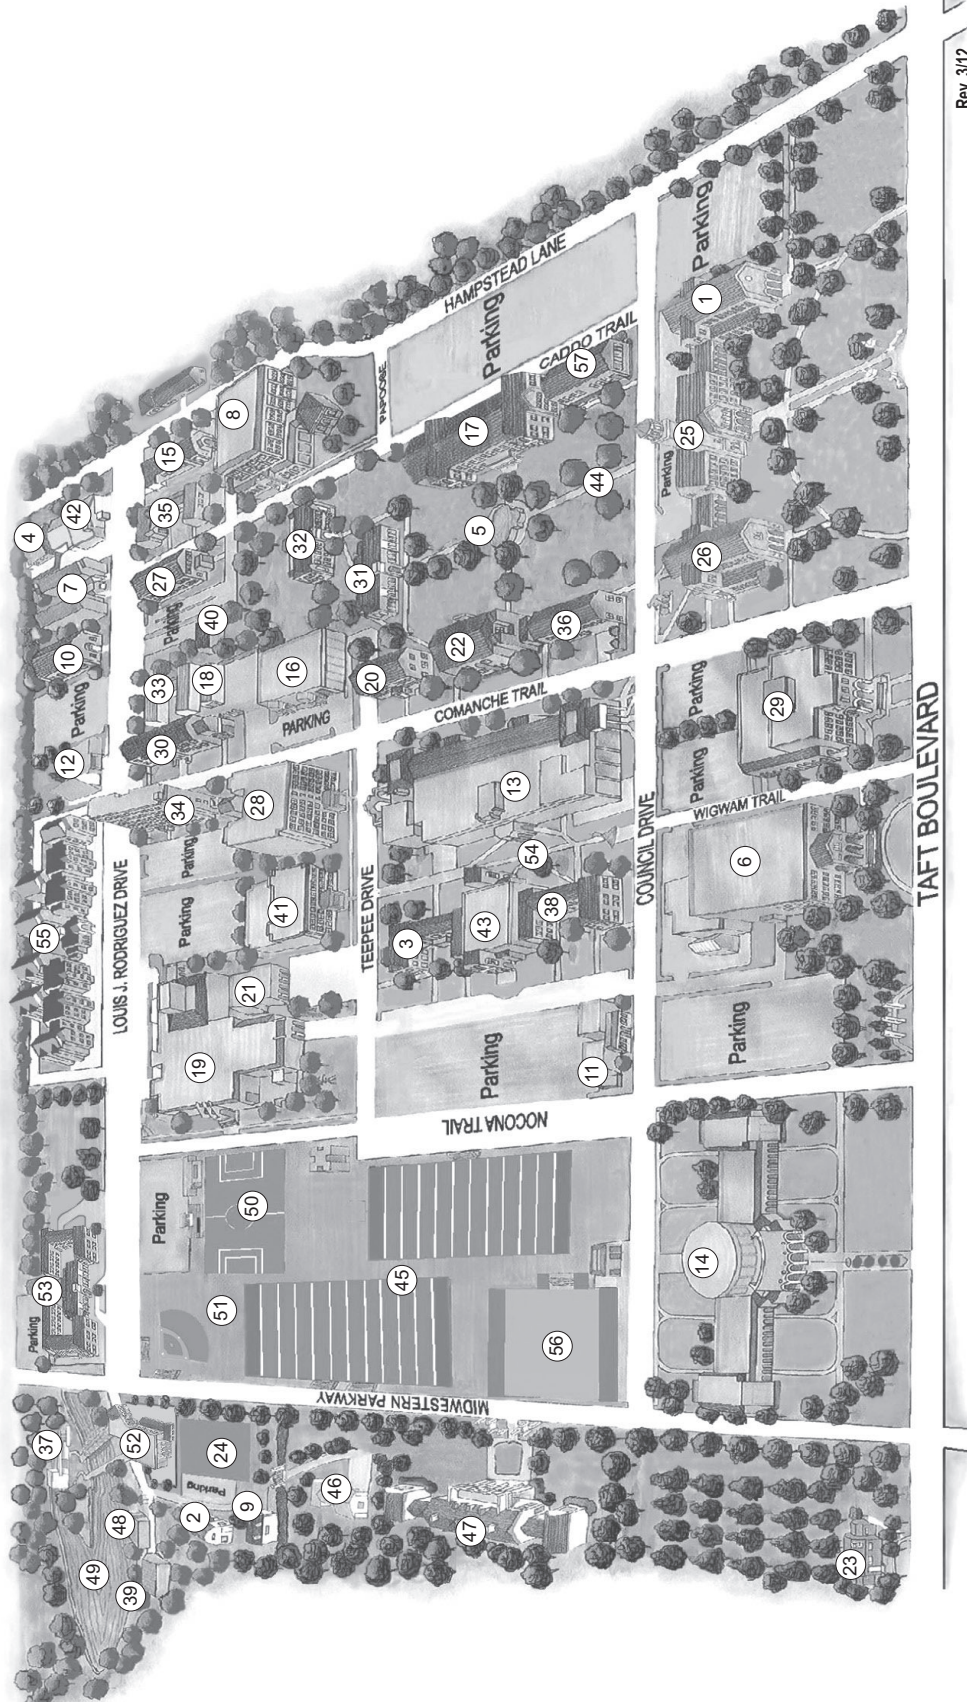 Rev. 3/12
4
42
7
10
Parking
12
55
LOUIS J. RODRIGUEZ DRIVE
53
Parking
37
52
48
49
39
15
8
35
27
Parking
40
33
18
30
16
PARKING
34
28
Parking
Parking
41
21
19
Parking
50
51
45
24
Parking
2
9
46
HAMPSTEAD LANE
PAPOOSE
Parking
CADDO TRAIL
57
17
32
31
5
44
20
22
36
TEEPEE DRIVE
COMANCHE TRAIL
13
54
3
43
38
Parking
11
NOCONA TRAIL
56
MIDWESTERN PARKWAY
47
COUNCIL DRIVE
Parking
1
25
Parking
26
Parking
Parking
29
WIGWAM TRAIL
6
Parking
14
23
TAFT BOULEVARD